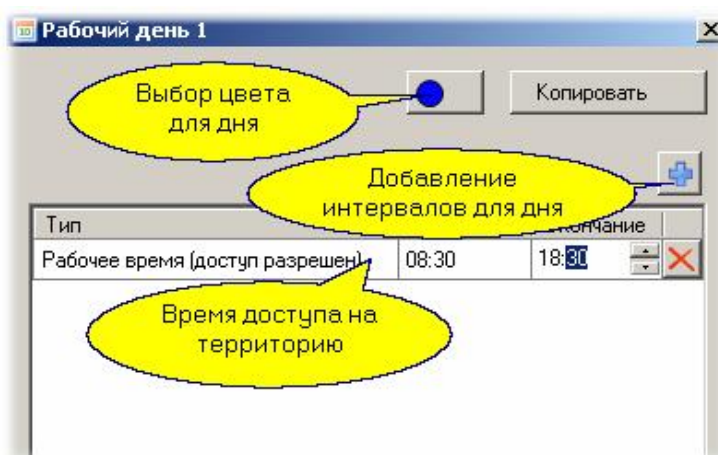 Рабочий день 1
Выбор цвета
для дня
Копировать
Добавление
интервалов для дня
Тип
Рабочее время (доступ разрешен)
08:30
18:30
Время доступа на
территорию